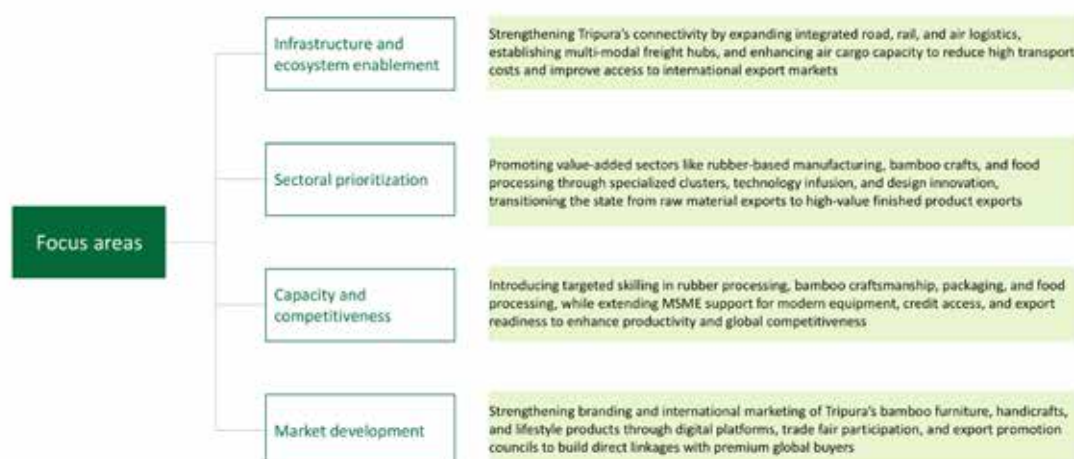 Focus areas
Infrastructure and
ecosystem enablement
Strengthening Tripura's connectivity by expanding integrated road, rail, and air logistics,
establishing multi-modal freight hubs, and enhancing air cargo capacity to reduce high transport
costs and improve access to international export markets
Sectoral prioritization
Promoting value-added sectors like rubber-based manufacturing, bamboo crafts, and food
processing through specialized clusters, technology infusion, and design innovation,
transitioning the state from raw material exports to high-value finished product exports
Capacity and
competitiveness
Introducing targeted skilling in rubber processing, bamboo craftsmanship, packaging, and food
processing, while extending MSME support for modern equipment, credit access, and export
readiness to enhance productivity and global competitiveness
Market development
Strengthening branding and international marketing of Tripura's bamboo furniture, handicrafts,
and lifestyle products through digital platforms, trade fair participation, and export promotion
councils to build direct linkages with premium global buyers